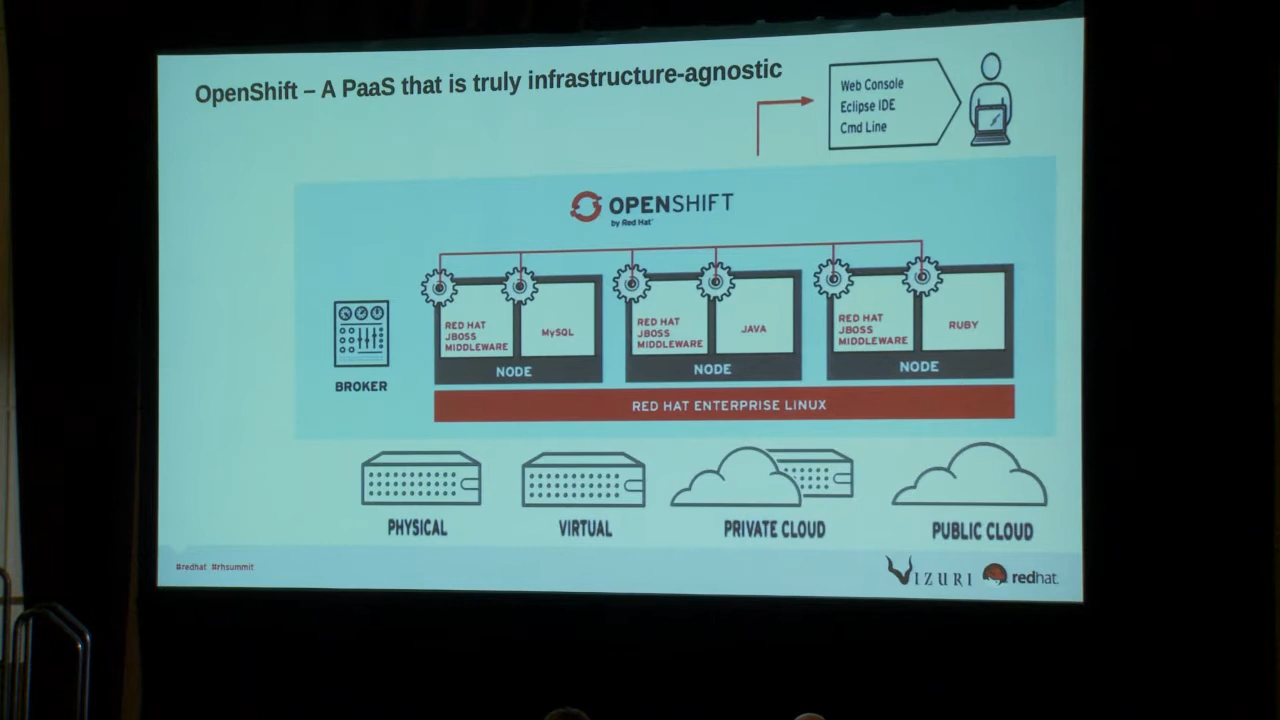 OpenShift – A PaaS that is truly infrastructure-agnostic
Web Console
Eclipse IDE
Cmd Line
OPENSHIFT
by Red Hat®
RED HAT
JBOSS
MIDDLEWARE
MySQL
RED HAT
JBOSS
MIDDLEWARE
JAVA
RED HAT
JBOSS
MIDDLEWARE
RUBY
NODE
NODE
NODE
BROKER
RED HAT ENTERPRISE LINUX
PHYSICAL
VIRTUAL
PRIVATE CLOUD
PUBLIC CLOUD
#redhat #rhsummit
VIZURI
redhat.